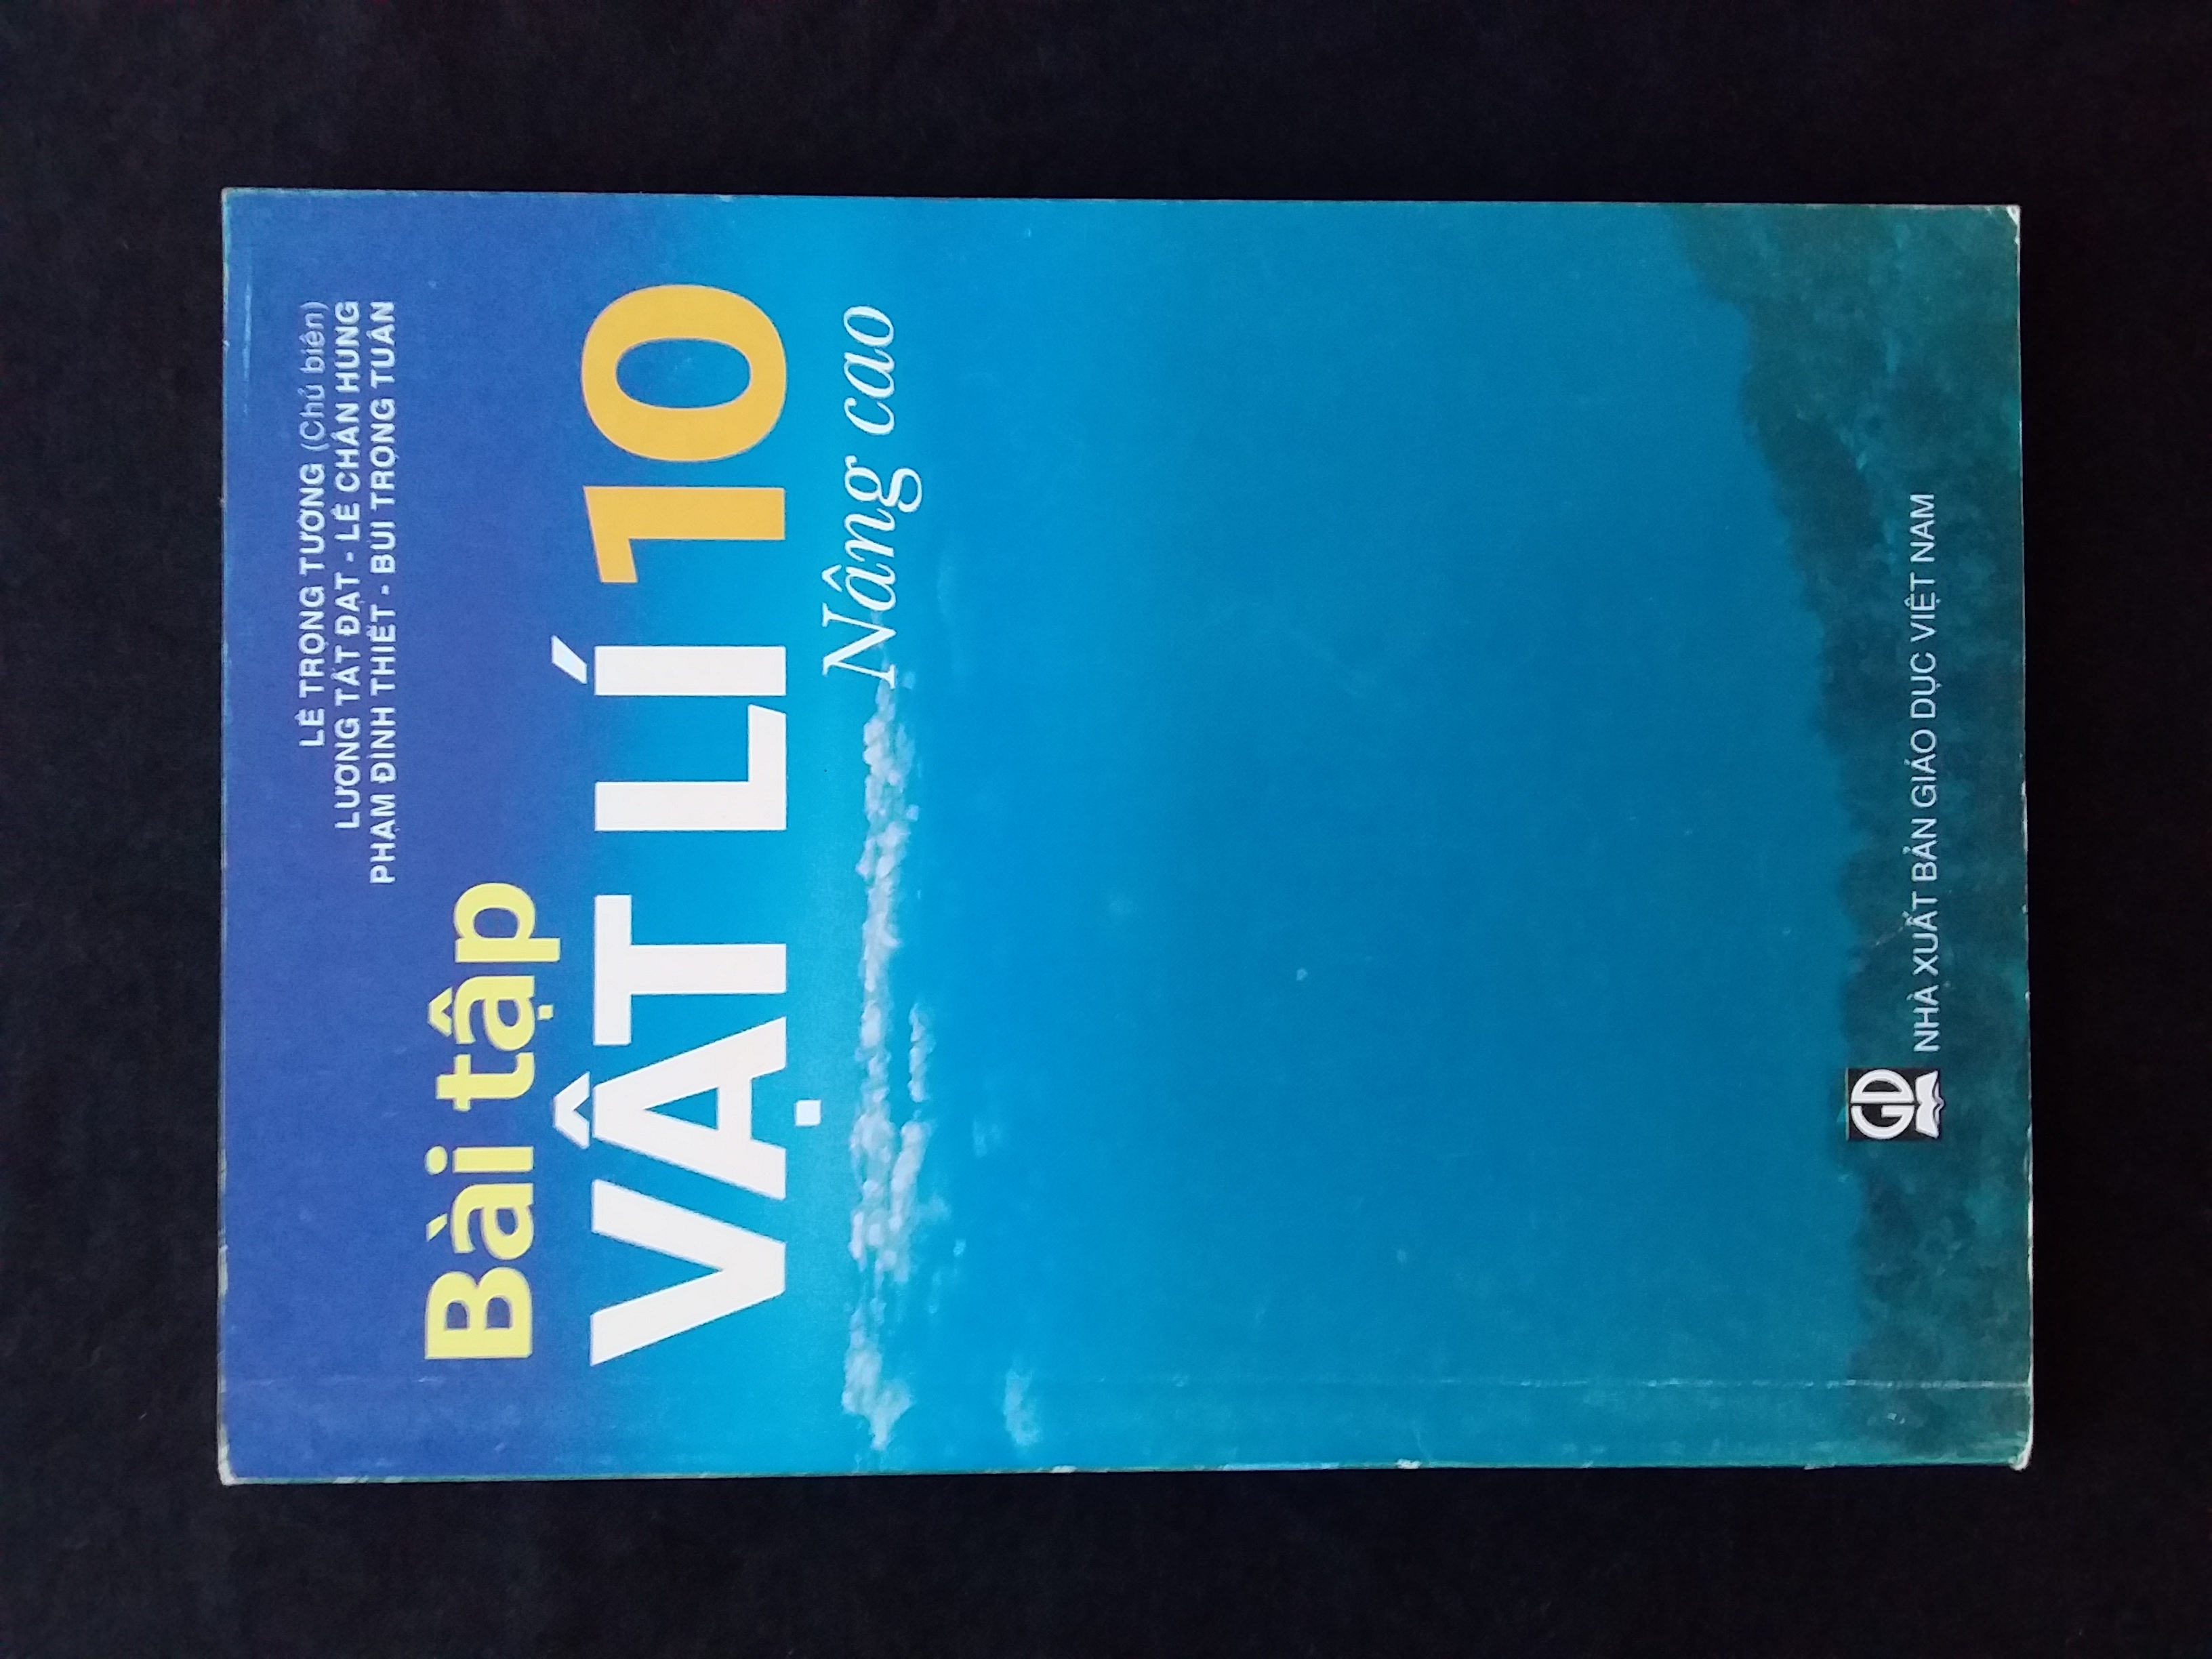 LÊ TRỌNG TƯỜNG (Chủ biên)
LƯƠNG TẤT ĐẠT - LÊ CHÂN HÙNG
PHẠM ĐÌNH THIẾT - BÙI TRỌNG TUÂN
Bài tập
VẬT LÍ 10
Nâng cao
GD
NHÀ XUẤT BẢN GIÁO DỤC VIỆT NAM